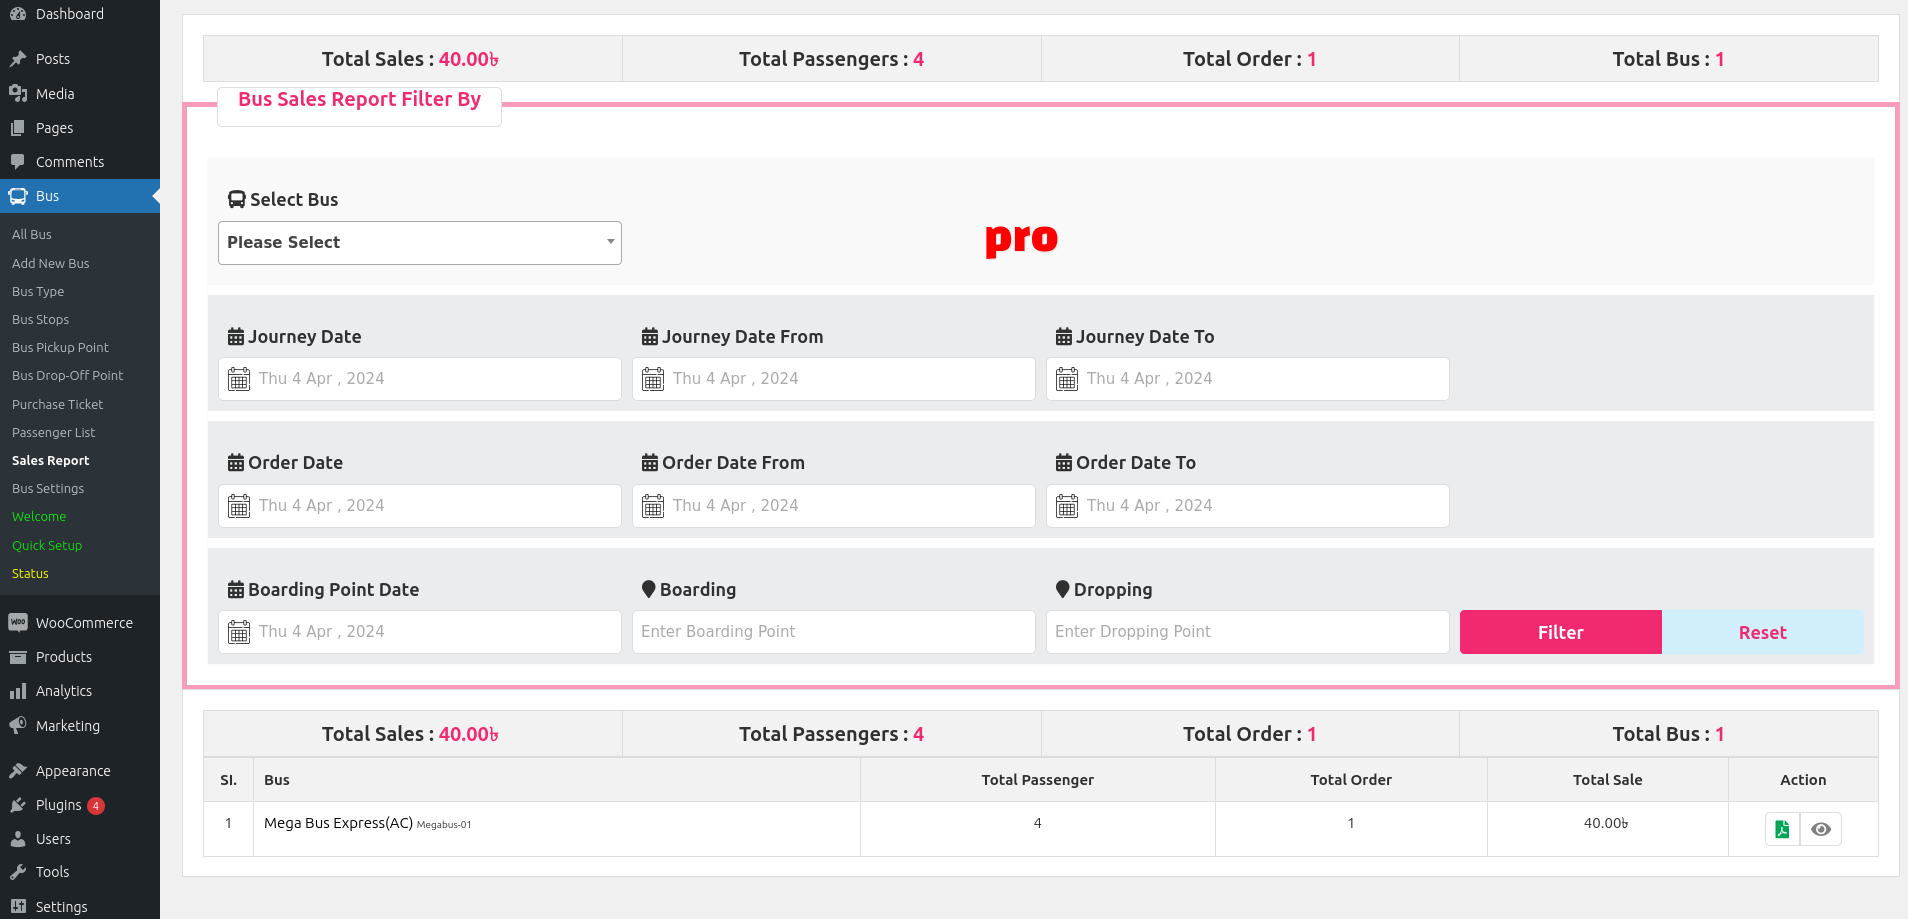 Dashboard
Posts
Media
Pages
Comments
Bus
All Bus
Add New Bus
Bus Type
Bus Stops
Bus Pickup Point
Bus Drop-Off Point
Purchase Ticket
Passenger List
Sales Report
Bus Settings
Welcome
Quick Setup
Status
WooCommerce
Products
Analytics
Marketing
Appearance
Plugins 4
Users
Tools
Settings
Total Sales : 40.00৳ Total Passengers : 4 Total Order : 1 Total Bus : 1
Bus Sales Report Filter By
Select Bus
Please Select
pro
Journey Date Journey Date From Journey Date To
Thu 4 Apr , 2024 Thu 4 Apr , 2024 Thu 4 Apr , 2024
Order Date Order Date From Order Date To
Thu 4 Apr , 2024 Thu 4 Apr , 2024 Thu 4 Apr , 2024
Boarding Point Date Boarding Dropping
Thu 4 Apr , 2024 Enter Boarding Point Enter Dropping Point Filter Reset
Total Sales : 40.00৳ Total Passengers : 4 Total Order : 1 Total Bus : 1
SI. Bus Total Passenger Total Order Total Sale Action
1 Mega Bus Express(AC) Megabus-01 4 1 40.00৳